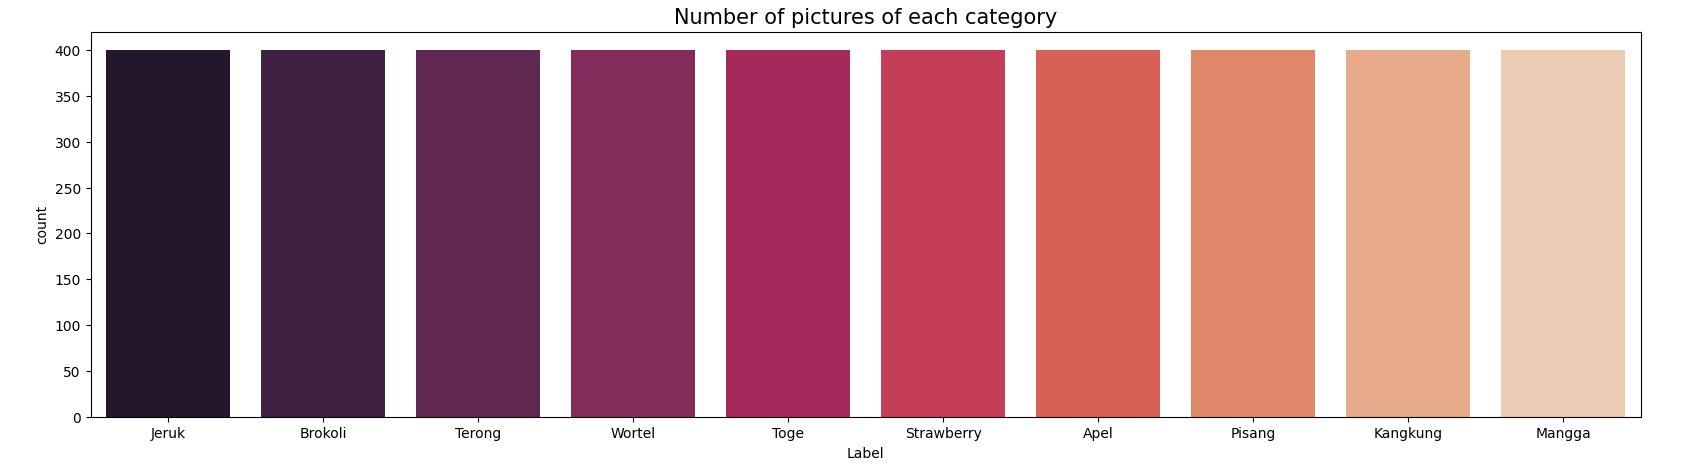 Number of pictures of each category
400
350
300
250
200
150
100
50
0
count
Jeruk Brokoli Terong Wortel Toge Strawberry Apel Pisang Kangkung Mangga
Label